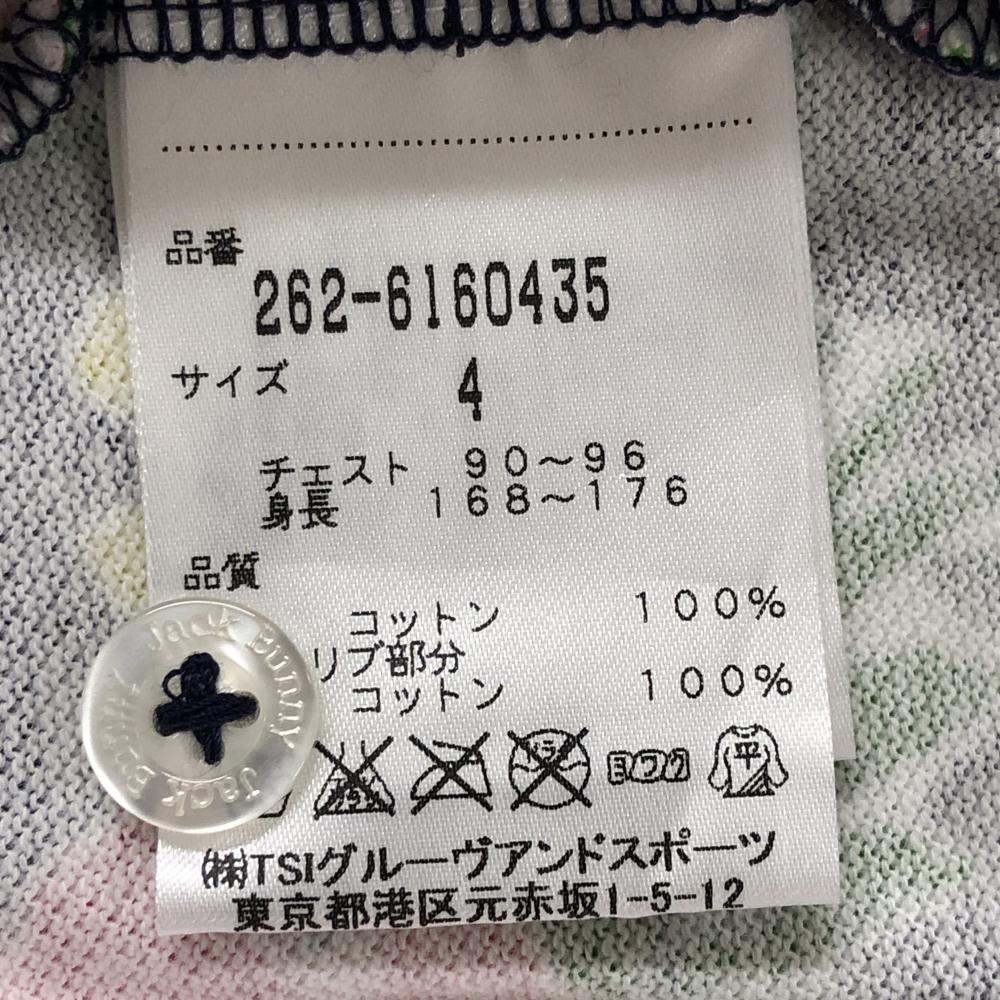 品番
262-6160435
サイズ 4
チェスト 90～96
身長 168～176
品質
コットン 100%
リブ部分
コットン 100%
平
㈱TSIグルーヴアンドスポーツ
東京都港区元赤坂1-5-12
Jack Bunny
Jack Bunny